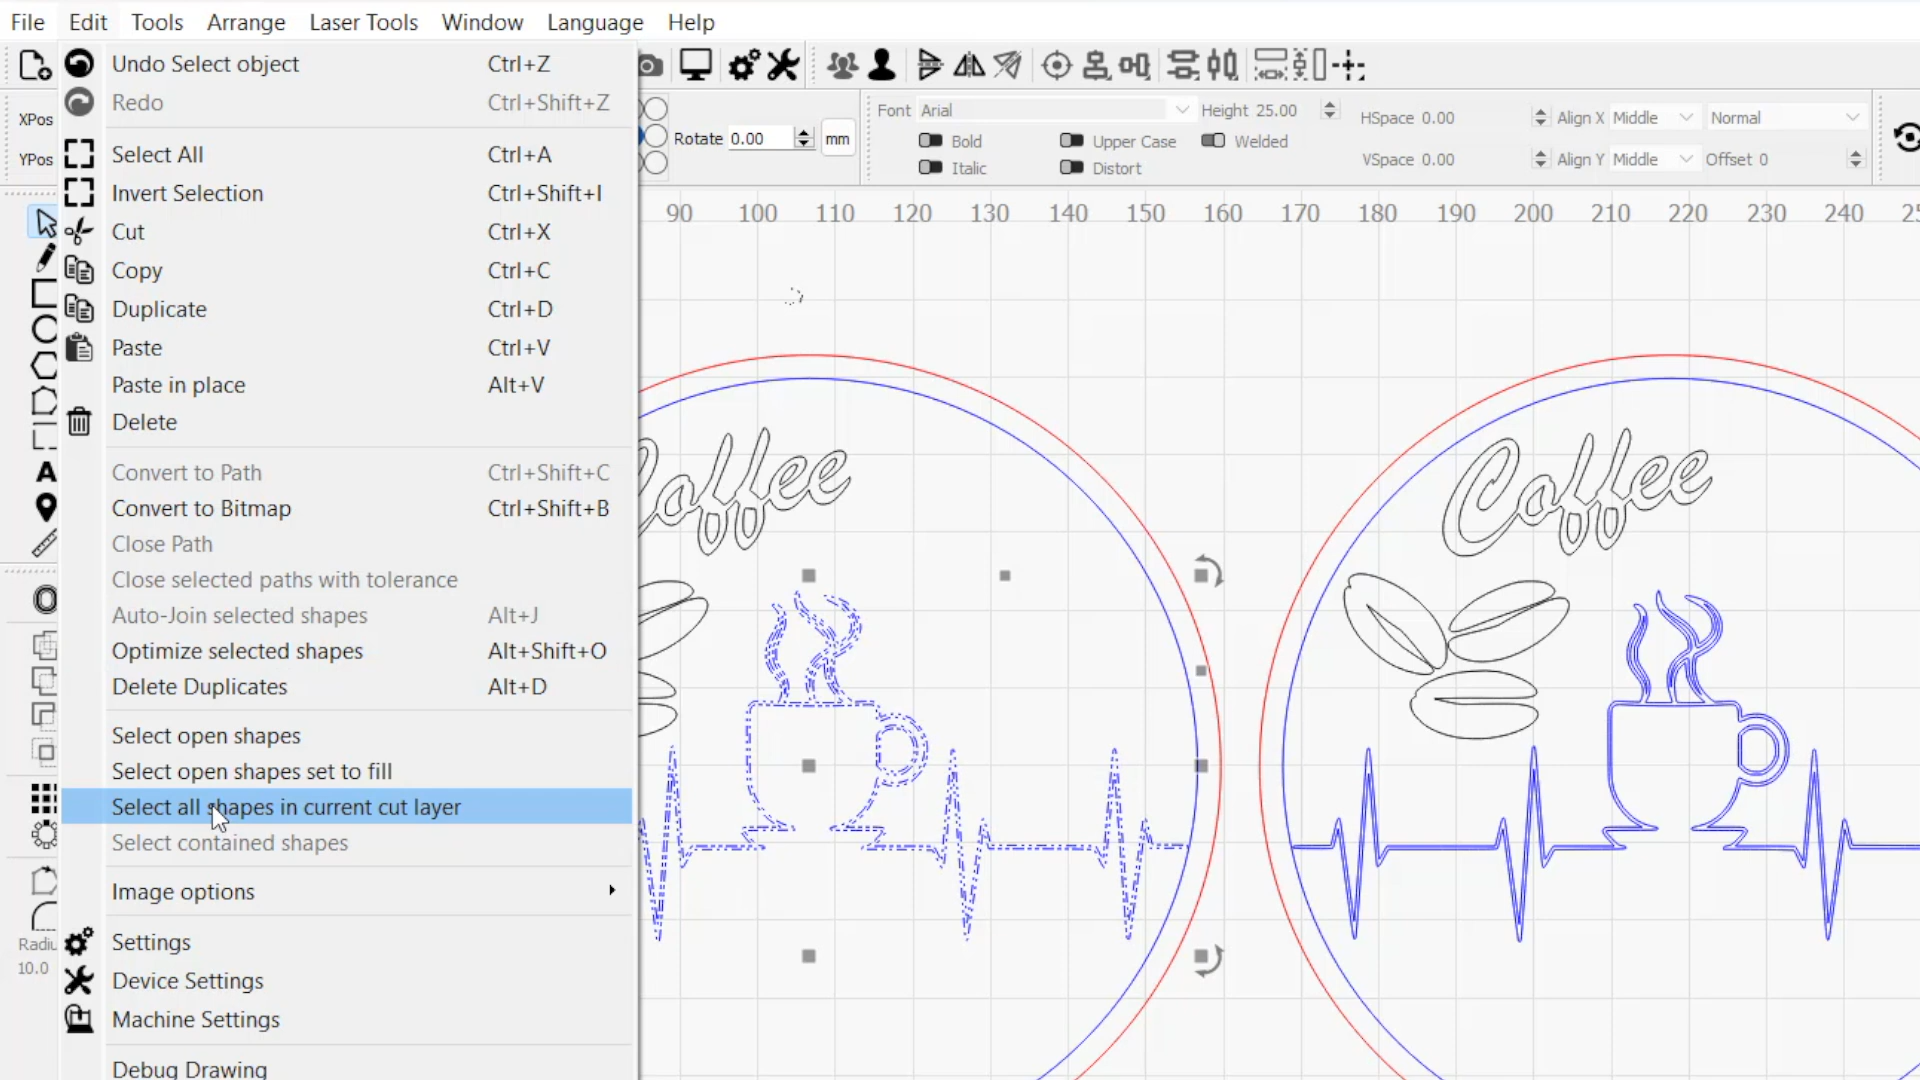 File Edit Tools Arrange Laser Tools Window Language Help
Undo Select object Ctrl+Z
Redo Ctrl+Shift+Z
Select All Ctrl+A
Invert Selection Ctrl+Shift+I
Cut Ctrl+X
Copy Ctrl+C
Duplicate Ctrl+D
Paste Ctrl+V
Paste in place Alt+V
Delete
Convert to Path Ctrl+Shift+C
Convert to Bitmap Ctrl+Shift+B
Close Path
Close selected paths with tolerance
Auto-Join selected shapes Alt+J
Optimize selected shapes Alt+Shift+O
Delete Duplicates Alt+D
Select open shapes
Select open shapes set to fill
Select all shapes in current cut layer
Select contained shapes
Image options
Settings
Device Settings
Machine Settings
Debug Drawing
XPos
YPos
A
Radiu
10.0
Rotate 0.00 mm
Font Arial Height 25.00 HSpace 0.00 Align X Middle Normal
Bold Upper Case Welded
Italic Distort VSpace 0.00 Align Y Middle Offset 0
90 100 110 120 130 140 150 160 170 180 190 200 210 220 230 240
Coffee Coffee